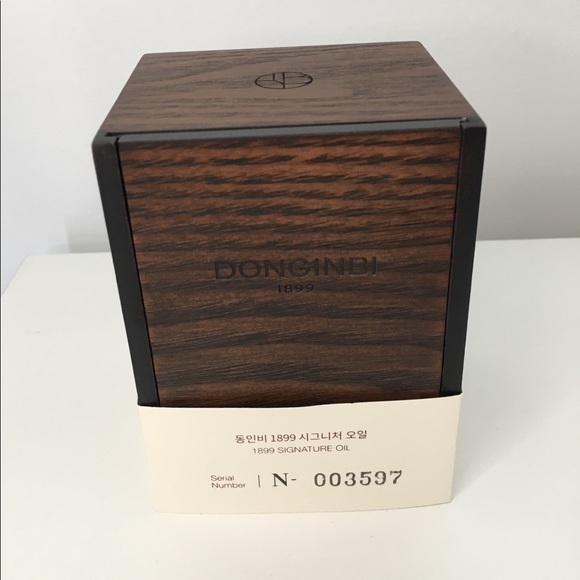 DONGINBI
1899
동인비 1899 시그니처 오일
1899 SIGNATURE OIL
Serial
Number | N- 003597